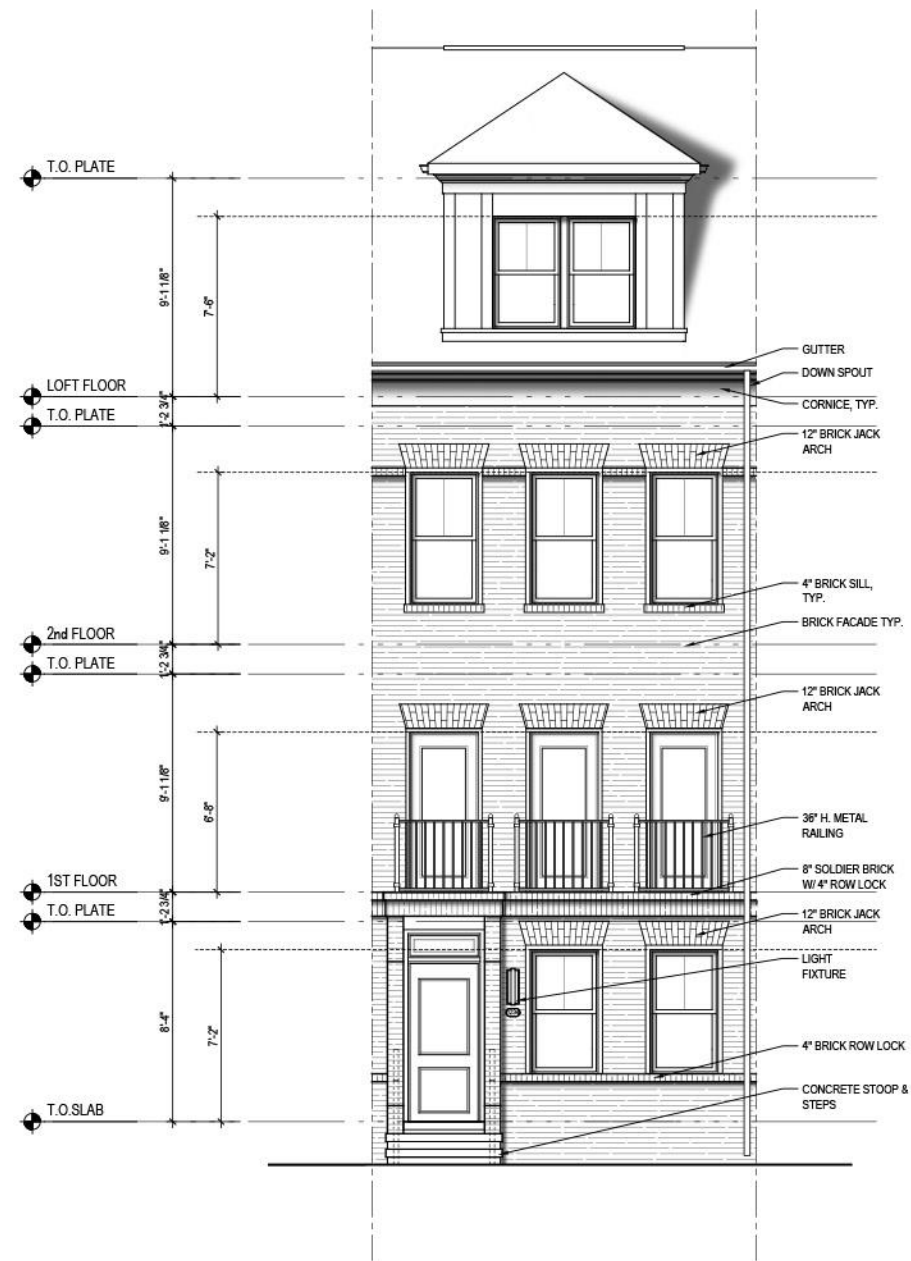 T.O. PLATE
9'-1 1/8"
7'-6"
GUTTER
DOWN SPOUT
LOFT FLOOR
CORNICE, TYP.
1'-2 3/4"
T.O. PLATE
12" BRICK JACK
ARCH
9'-1 1/8"
7'-2"
4" BRICK SILL,
TYP.
BRICK FACADE TYP.
2nd FLOOR
1'-2 3/4"
T.O. PLATE
12" BRICK JACK
ARCH
9'-1 1/8"
6'-8"
36" H. METAL
RAILING
8" SOLDIER BRICK
W/ 4" ROW LOCK
1ST FLOOR
1'-2 3/4"
T.O. PLATE
12" BRICK JACK
ARCH
LIGHT
FIXTURE
8'-4"
7'-2"
4" BRICK ROW LOCK
CONCRETE STOOP &
STEPS
T.O.SLAB